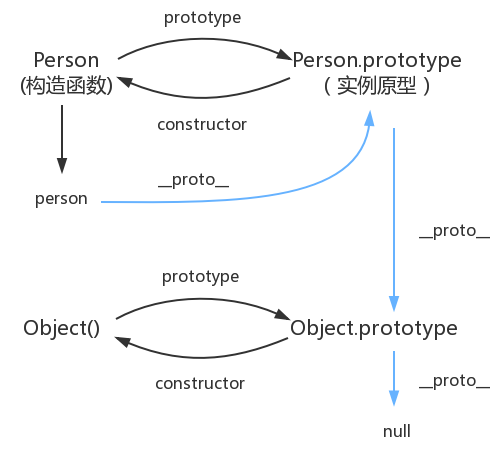 prototype
Person
(构造函数)
Person.prototype
（实例原型）
constructor
__proto__
person
__proto__
prototype
Object()
Object.prototype
constructor
__proto__
null